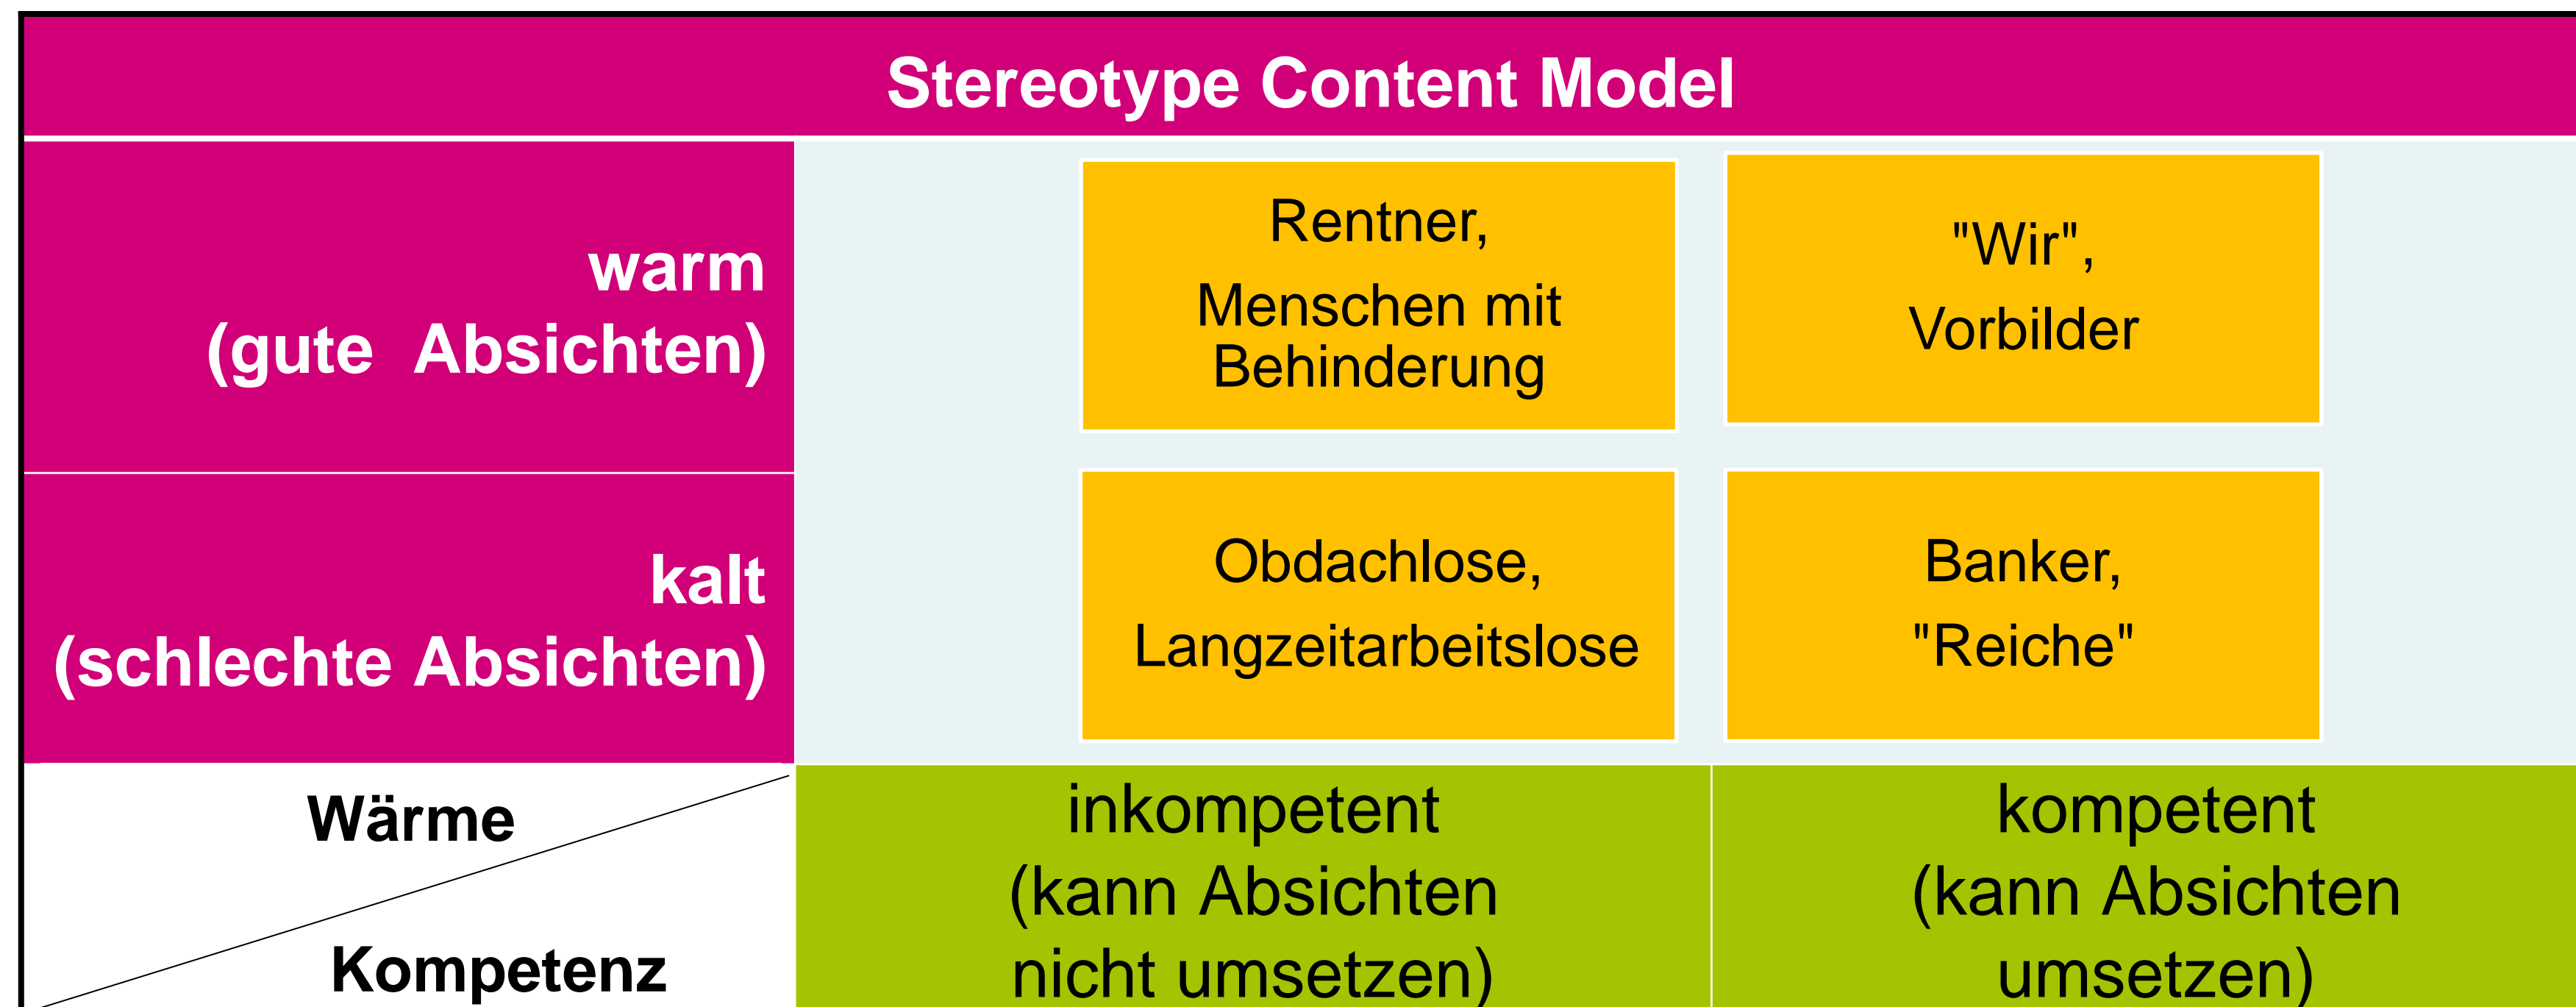 Stereotype Content Model
warm
(gute  Absichten)
Rentner,
Menschen mit
Behinderung
"Wir",
Vorbilder
kalt
(schlechte Absichten)
Obdachlose,
Langzeitarbeitslose
Banker,
"Reiche"
Wärme
Kompetenz
inkompetent
(kann Absichten
nicht umsetzen)
kompetent
(kann Absichten
umsetzen)